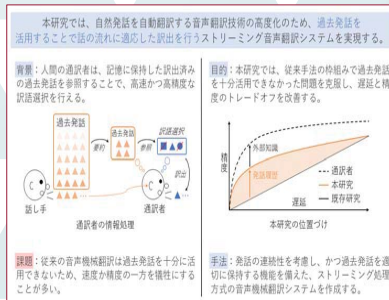 本研究では、自然発話を自動翻訳する音声翻訳技術の高度化のため、過去発話を
活用することで話の流れに適応した訳出を行うストリーミング音声翻訳システムを実現する。
背景：人間の通訳者は、記憶に保持した訳出済み
の過去発話を参照することで、高速かつ高精度な
訳語選択を行える。
過去発話
過去発話
訳語選択
要約
参照
訳出
話し手
通訳者
通訳者の情報処理
課題：従来の音声機械翻訳は過去発話を十分に活
用できないため、速度か精度の一方を犠牲にする
ことが多い。
目的：本研究では、従来手法の枠組みで過去発話
を十分活用できなかった問題を克服し、遅延と精
度のトレードオフを改善する。
精度
外部知識
発話履歴
通訳者
本研究
既存研究
遅延
本研究の位置づけ
手法：発話の連続性を考慮し、かつ過去発話を適
切に保持する機能を備えた、ストリーミング処理
方式の音声機械翻訳システムを作成する。